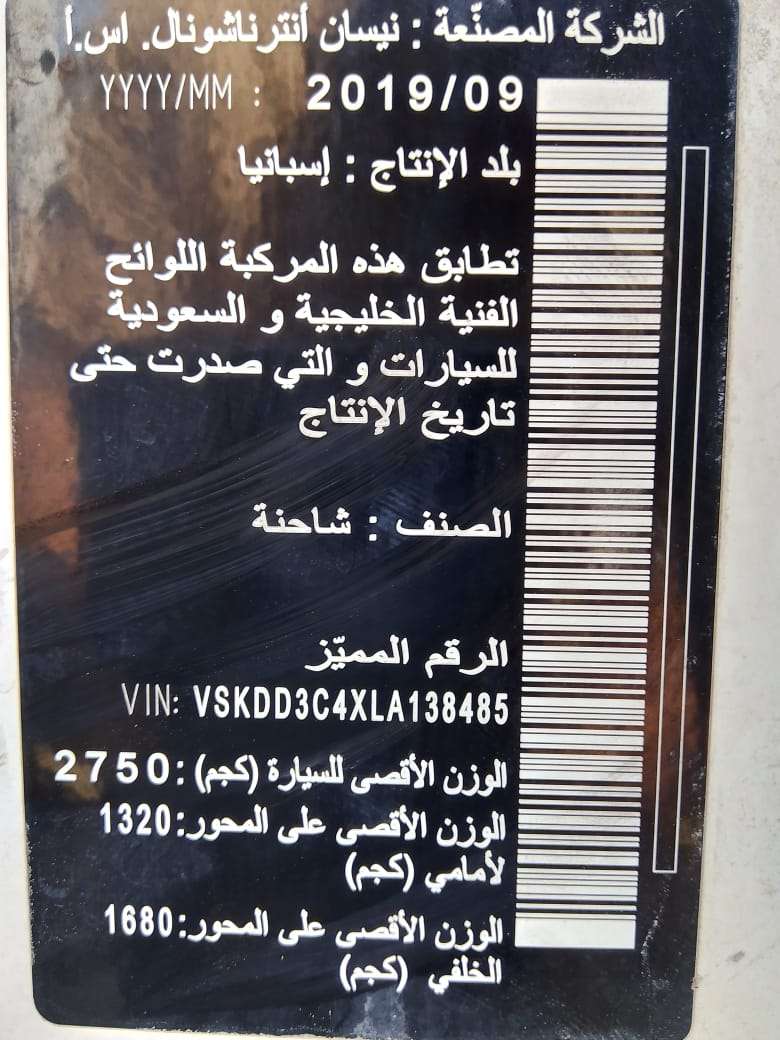 الشركة المصنّعة : نيسان أنترناشونال. اس.أ
YYYY/MM : 2019/09
بلد الإنتاج : إسبانيا
تطابق هذه المركبة اللوائح
الفنية الخليجية و السعودية
للسيارات و التي صدرت حتى
تاريخ الإنتاج
الصنف : شاحنة
الرقم المميّز
VIN: VSKDD3C4XLA138485
الوزن الأقصى للسيارة (كجم):2750
الوزن الأقصى على المحور:1320
لأمامي (كجم)
الوزن الأقصى على المحور:1680
الخلفي (كجم)